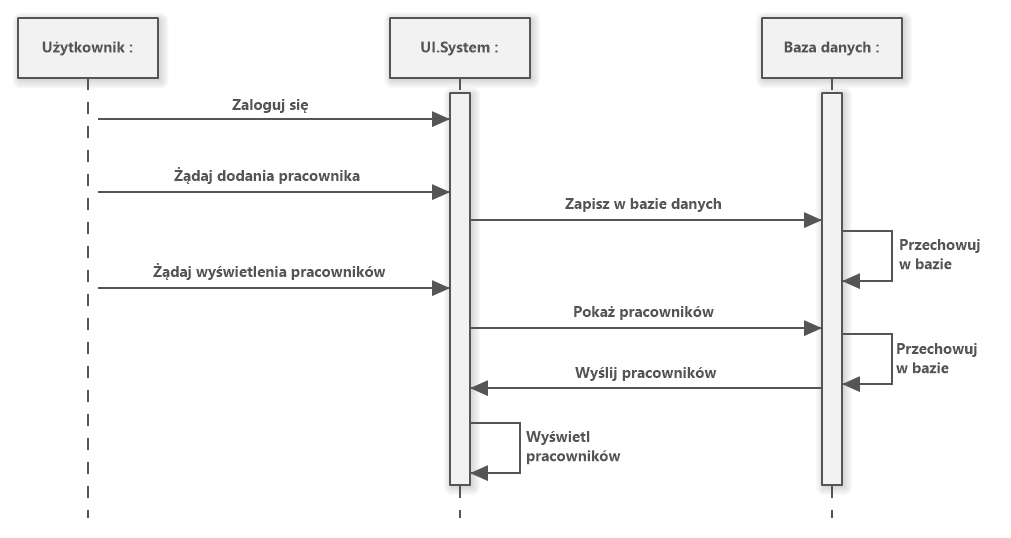 Użytkownik :
UI.System :
Baza danych :
Zaloguj się
Żądaj dodania pracownika
Zapisz w bazie danych
Przechowuj
w bazie
Żądaj wyświetlenia pracowników
Pokaż pracowników
Przechowuj
w bazie
Wyślij pracowników
Wyświetl
pracowników